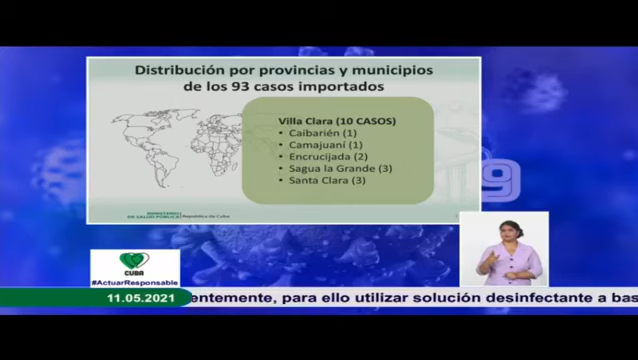 Distribución por provincias y municipios
de los 93 casos importados
Villa Clara (10 CASOS)
• Caibarién (1)
• Camajuaní (1)
• Encrucijada (2)
• Sagua la Grande (3)
• Santa Clara (3)
MINISTERIO
DE SALUD PÚBLICA
República de Cuba
9
CUBA
#ActuarResponsable
11.05.2021
entemente, para ello utilizar solución desinfectante a bas